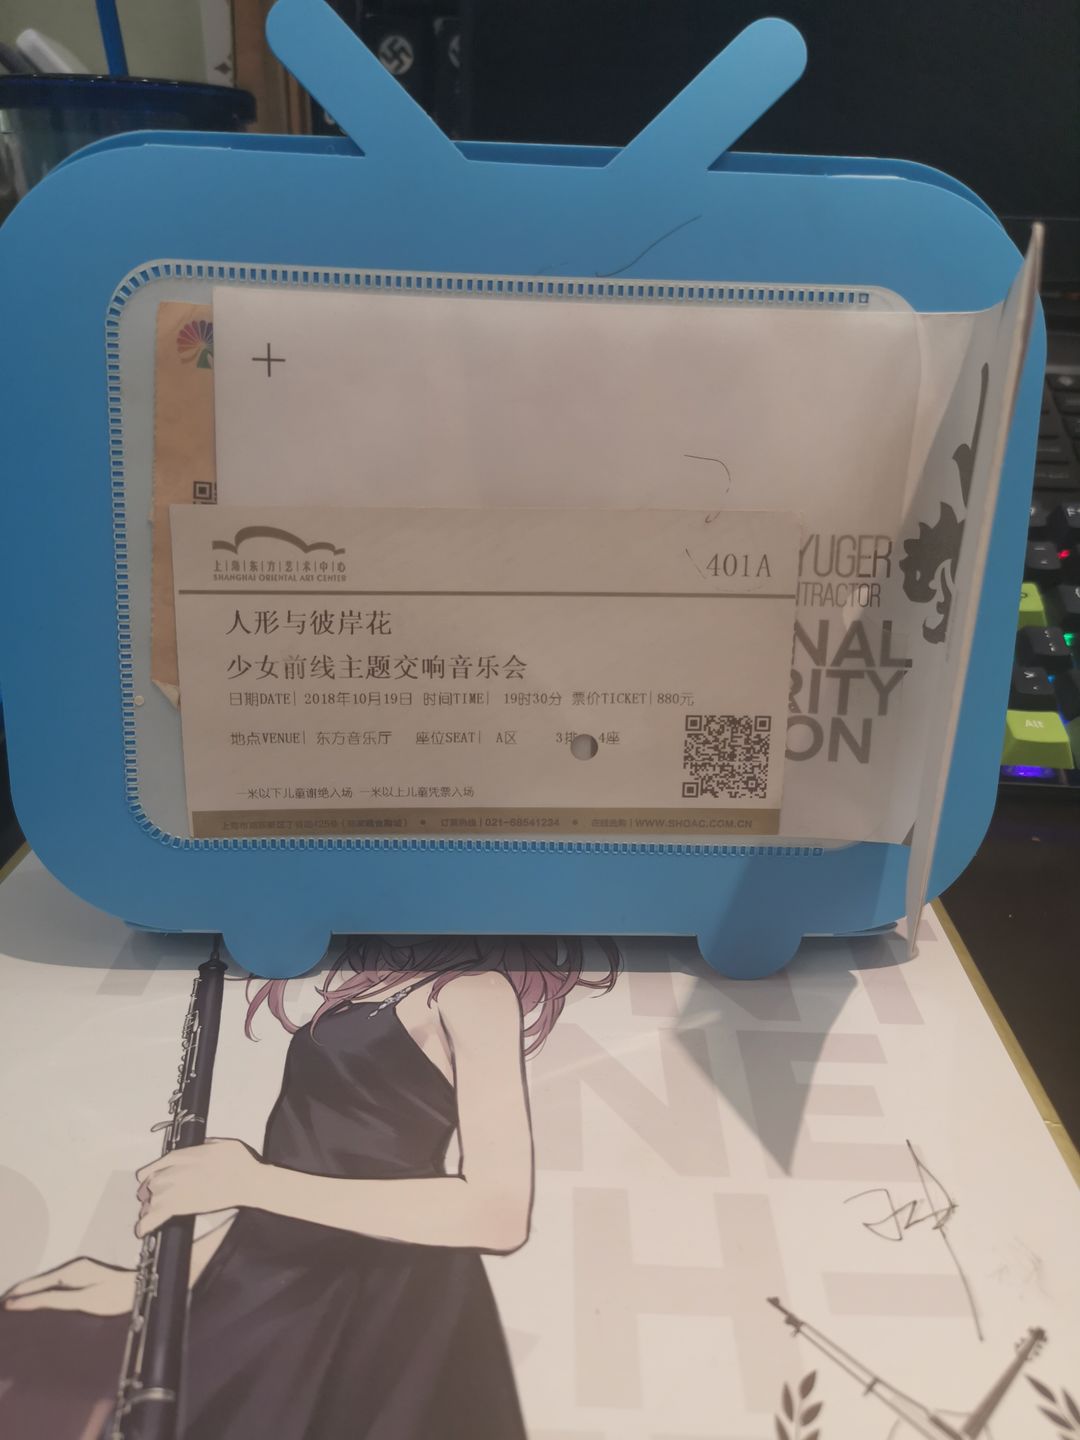 上海东方艺术中心
SHANGHAI ORIENTAL ART CENTER
401A
人形与彼岸花
少女前线主题交响音乐会
日期DATE| 2018年10月19日 时间TIME| 19时30分 票价TICKET| 880元
地点VENUE| 东方音乐厅 座位SEAT| A区 3排 4座
一米以下儿童谢绝入场 一米以上儿童凭票入场
订票热线 | 021-68541234 • 在线选购 | WWW.SHOAC.COM.CN
YUGER
NTRACTOR
NAL
RITY
ON
Alt